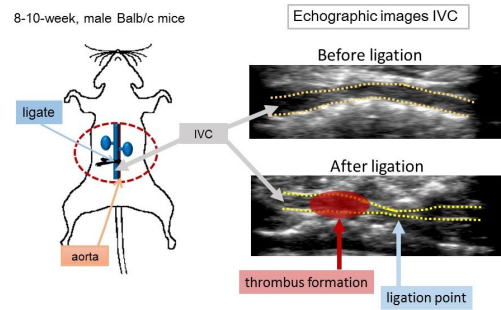 8-10-week, male Balb/c mice
Echographic images IVC
Before ligation
ligate
IVC
After ligation
aorta
thrombus formation
ligation point